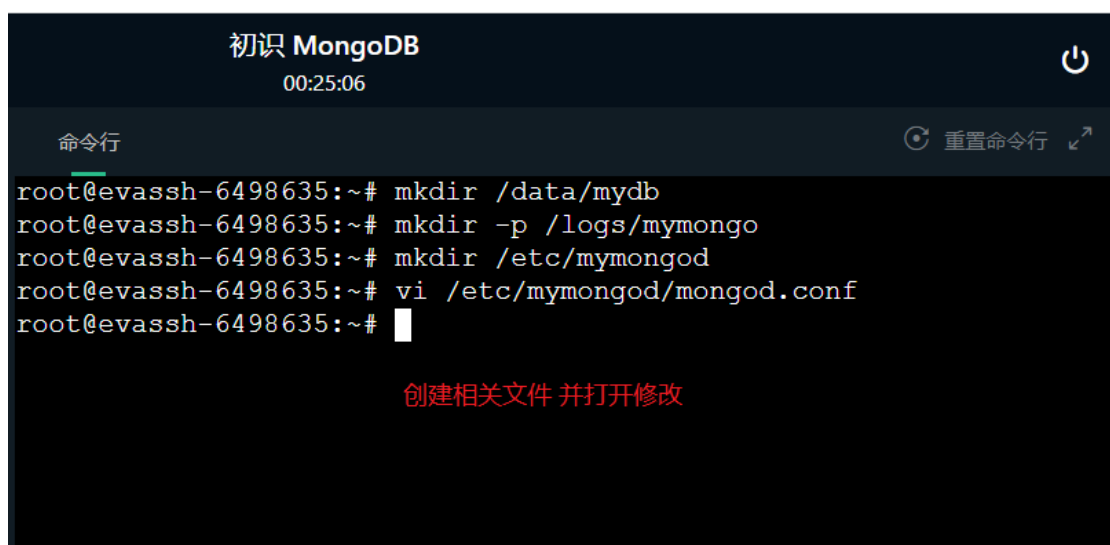 初识 MongoDB
00:25:06
命令行
重置命令行
root@evassh-6498635:~# mkdir /data/mydb
root@evassh-6498635:~# mkdir -p /logs/mymongo
root@evassh-6498635:~# mkdir /etc/mymongod
root@evassh-6498635:~# vi /etc/mymongod/mongod.conf
root@evassh-6498635:~#
创建相关文件 并打开修改